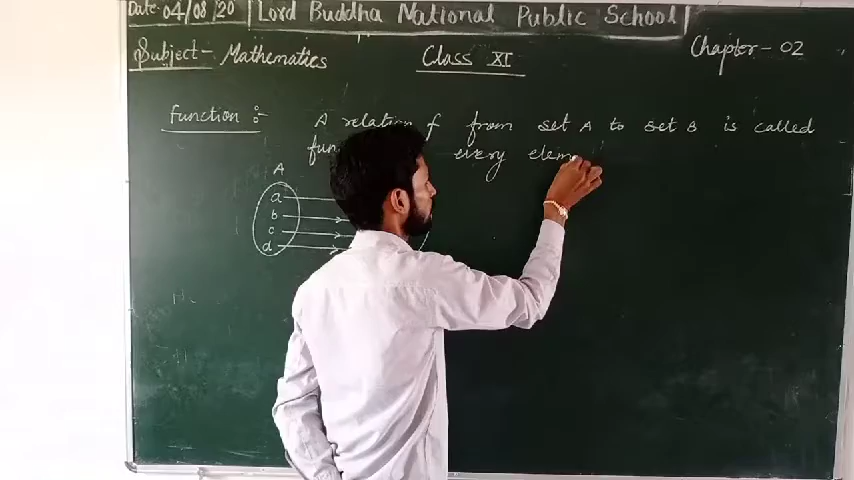 Date- 04/08/20 Lord Buddha National Public School
Subject - Mathematics Class XI Chapter - 02
function :- A relation f from set A to set B is called
every elem
A
a
b
c
d